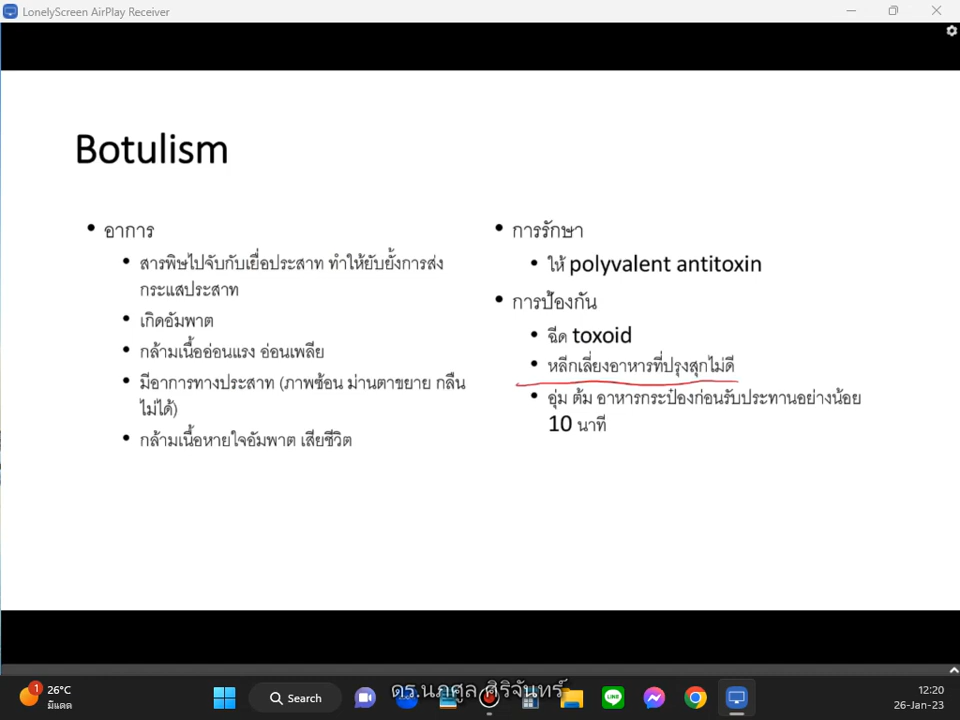 LonelyScreen AirPlay Receiver
Botulism
• อาการ
• สารพิษไปจับกับเยื่อประสาท ทำให้ยับยั้งการส่ง
กระแสประสาท
• เกิดอัมพาต
• กล้ามเนื้ออ่อนแรง อ่อนเพลีย
• มีอาการทางประสาท (ภาพซ้อน ม่านตาขยาย กลืน
ไม่ได้)
• กล้ามเนื้อหายใจอัมพาต เสียชีวิต
• การรักษา
• ให้ polyvalent antitoxin
• การป้องกัน
• ฉีด toxoid
• หลีกเลี่ยงอาหารที่ปรุงสุกไม่ดี
• อุ่ม ต้ม อาหารกระป๋องก่อนรับประทานอย่างน้อย
10 นาที
1
26°C
มีแดด
Search
ดร.นภศูล ศิริจันทร์
12:20
26-Jan-23